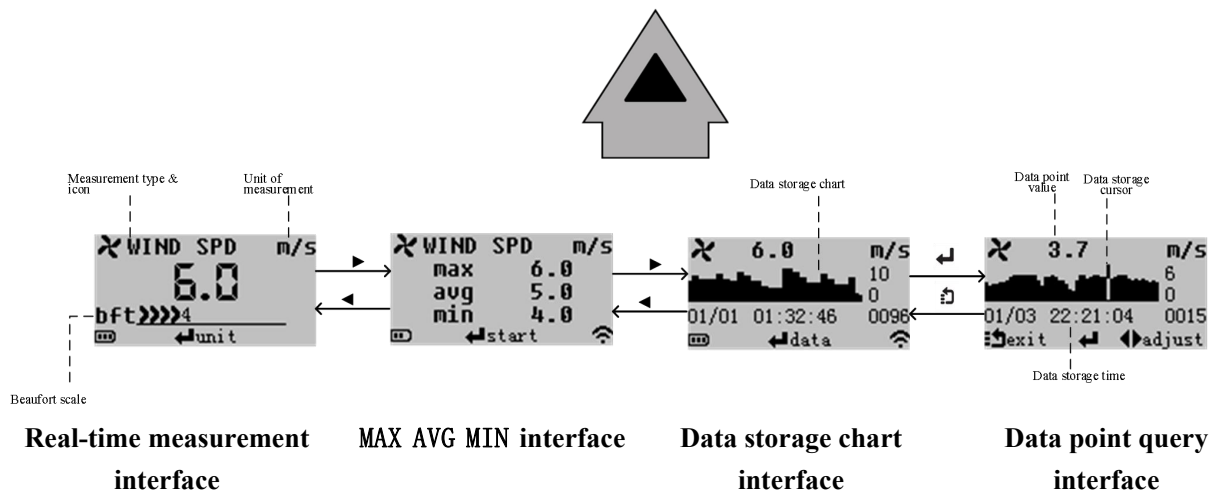 Measurement type &
icon
Unit of
measurement
Data storage chart
Data point
value
Data storage
cursor
WIND SPD m/s
6.0
bft 4
unit
WIND SPD m/s
max 6.0
avg 5.0
min 4.0
start
6.0 m/s
10
0
01/01 01:32:46 0096
data
3.7 m/s
6
0
01/03 22:21:04 0015
exit adjust
Beaufort scale
Data storage time
Real-time measurement
interface
MAX AVG MIN interface
Data storage chart
interface
Data point query
interface